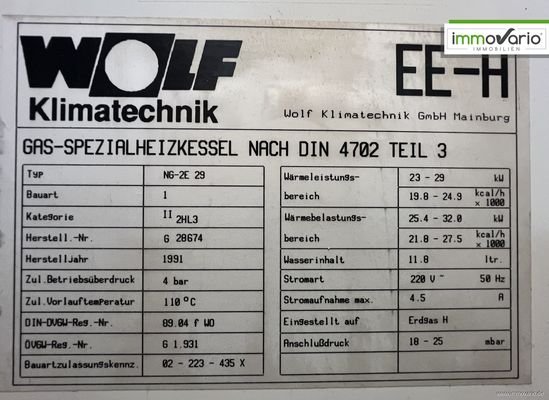 immovario
IMMOBILIEN
WOLF
Klimatechnik
EE-H
Wolf Klimatechnik GmbH Mainburg
GAS-SPEZIALHEIZKESSEL NACH DIN 4702 TEIL 3
Typ NG-2E 29
Bauart 1
Kategorie II 2HL3
Herstell.-Nr. G 28674
Herstelljahr 1991
Zul.Betriebsüberdruck 4 bar
Zul.Vorlauftemperatur 110°C
DIN-DVGW-Reg.-Nr. 89.04 f WO
ÖVGW-Reg.-Nr. G 1.931
Bauartzulassungskennz. 02 - 223 - 435 X
Wärmeleistungs- 23 - 29 kW
bereich 19.8 - 24.9 kcal/h x 1000
Wärmebelastungs- 25.4 - 32.0 kW
bereich 21.8 - 27.5 kcal/h x 1000
Wasserinhalt 11.8 ltr.
Stromart 220 V ~ 50 Hz
Stromaufnahme max. 4.5 A
Eingestellt auf Erdgas H
Anschlußdruck 18 - 25 mbar